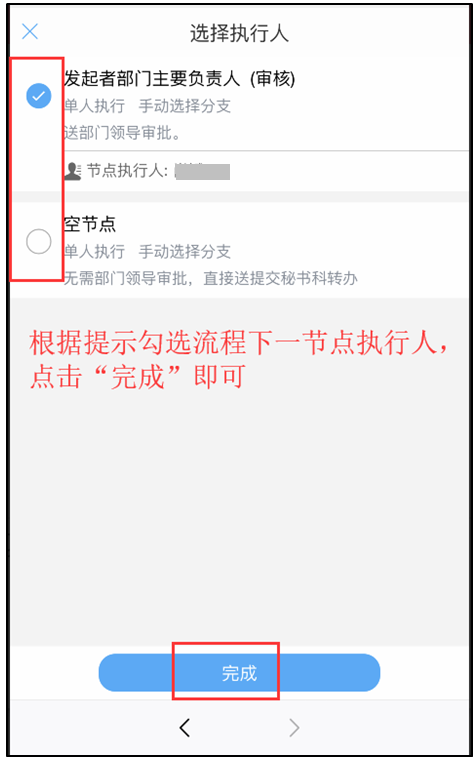 选择执行人
发起者部门主要负责人 (审核)
单人执行 手动选择分支
送部门领导审批。
节点执行人:
空节点
单人执行 手动选择分支
无需部门领导审批，直接送提交秘书科转办
根据提示勾选流程下一节点执行人，
点击“完成”即可
完成